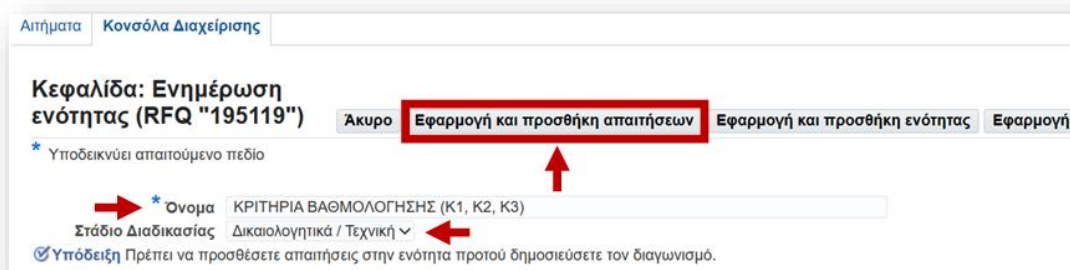 Αιτήματα Κονσόλα Διαχείρισης
Κεφαλίδα: Ενημέρωση
ενότητας (RFQ "195119")
Άκυρο Εφαρμογή και προσθήκη απαιτήσεων Εφαρμογή και προσθήκη ενότητας Εφαρμογή
* Υποδεικνύει απαιτούμενο πεδίο
* Όνομα ΚΡΙΤΗΡΙΑ ΒΑΘΜΟΛΟΓΗΣΗΣ (Κ1, Κ2, Κ3)
Στάδιο Διαδικασίας Δικαιολογητικά / Τεχνική
Υπόδειξη Πρέπει να προσθέσετε απαιτήσεις στην ενότητα προτού δημοσιεύσετε τον διαγωνισμό.